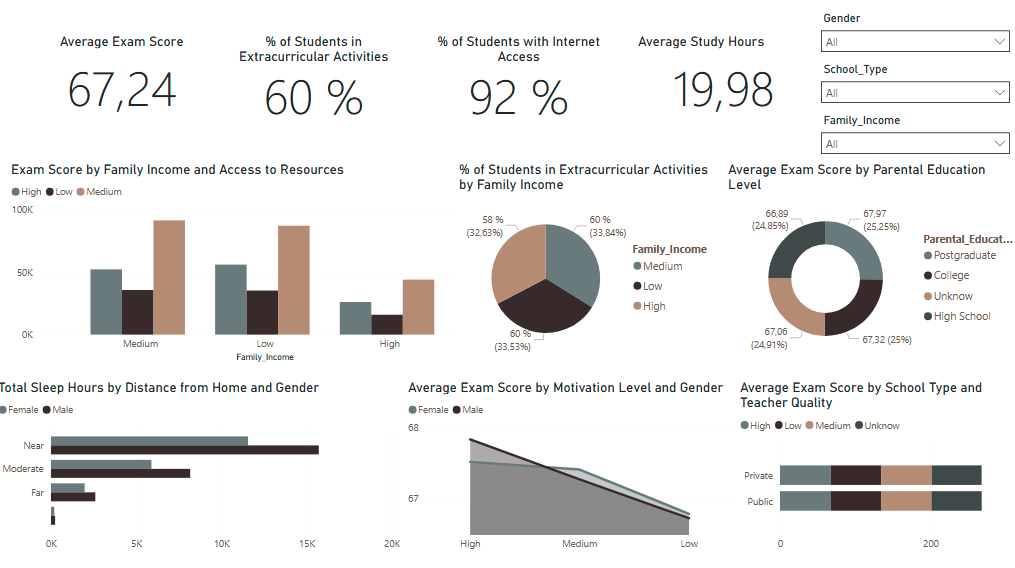 Average Exam Score
67,24
% of Students in
Extracurricular Activities
60 %
% of Students with Internet
Access
92 %
Average Study Hours
19,98
Gender
All
School_Type
All
Family_Income
All
Exam Score by Family Income and Access to Resources
High Low Medium
100K
50K
0K
Medium Low High
Family_Income
% of Students in Extracurricular Activities
by Family Income
58 %
(32,63%)
60 %
(33,84%)
60 %
(33,53%)
Family_Income
Medium
Low
High
Average Exam Score by Parental Education
Level
66,89
(24,85%)
67,97
(25,25%)
67,06
(24,91%)
67,32 (25%)
Parental_Educat...
Postgraduate
College
Unknow
High School
Total Sleep Hours by Distance from Home and Gender
Female Male
Near
Moderate
Far
0K 5K 10K 15K 20K
Average Exam Score by Motivation Level and Gender
Female Male
68
67
High Medium Low
Average Exam Score by School Type and
Teacher Quality
High Low Medium Unknow
Private
Public
0 200